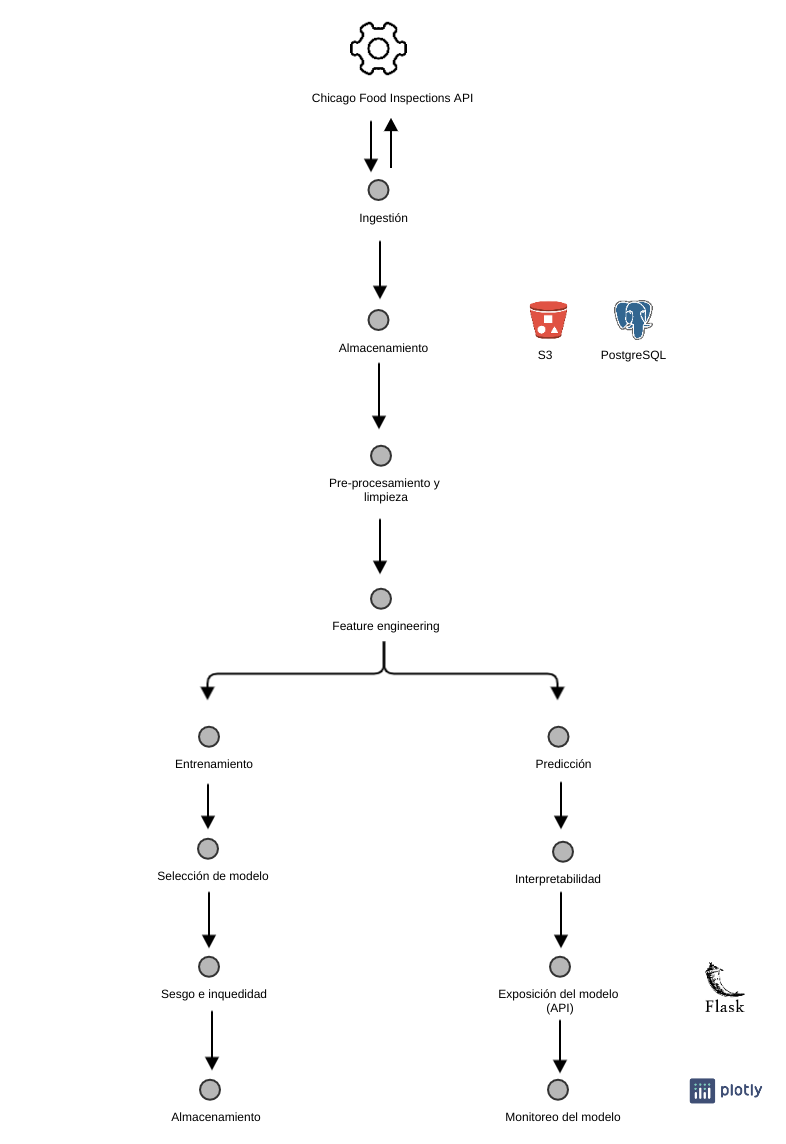 Chicago Food Inspections API
Ingestión
Almacenamiento
S3
PostgreSQL
Pre-procesamiento y
limpieza
Feature engineering
Entrenamiento
Predicción
Selección de modelo
Interpretabilidad
Sesgo e inquedidad
Exposición del modelo
(API)
Flask
Almacenamiento
Monitoreo del modelo
plotly